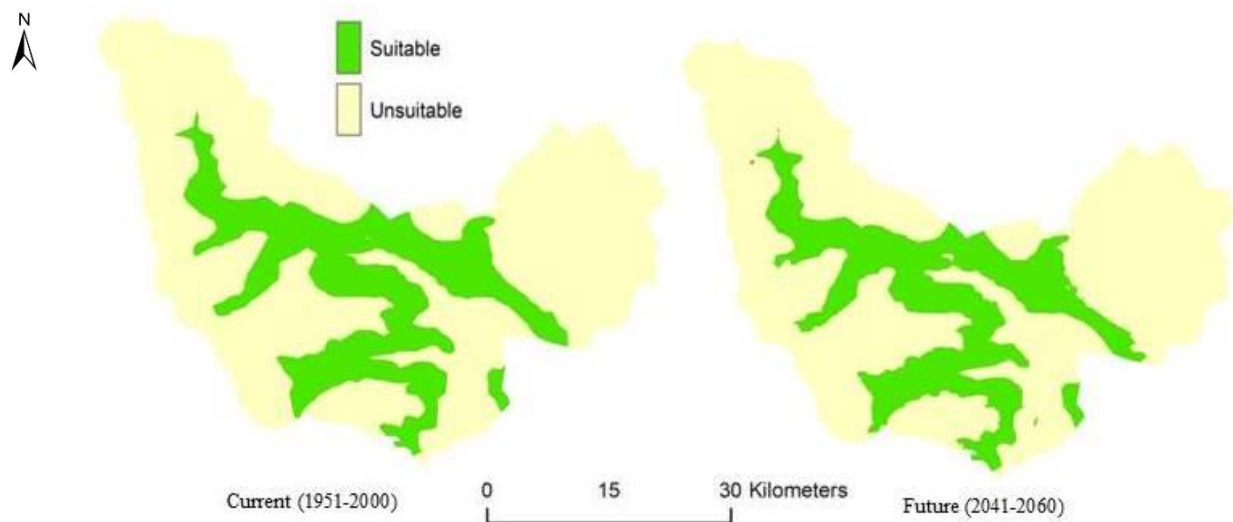 N
Suitable
Unsuitable
Current (1951-2000)
0 15 30 Kilometers
Future (2041-2060)